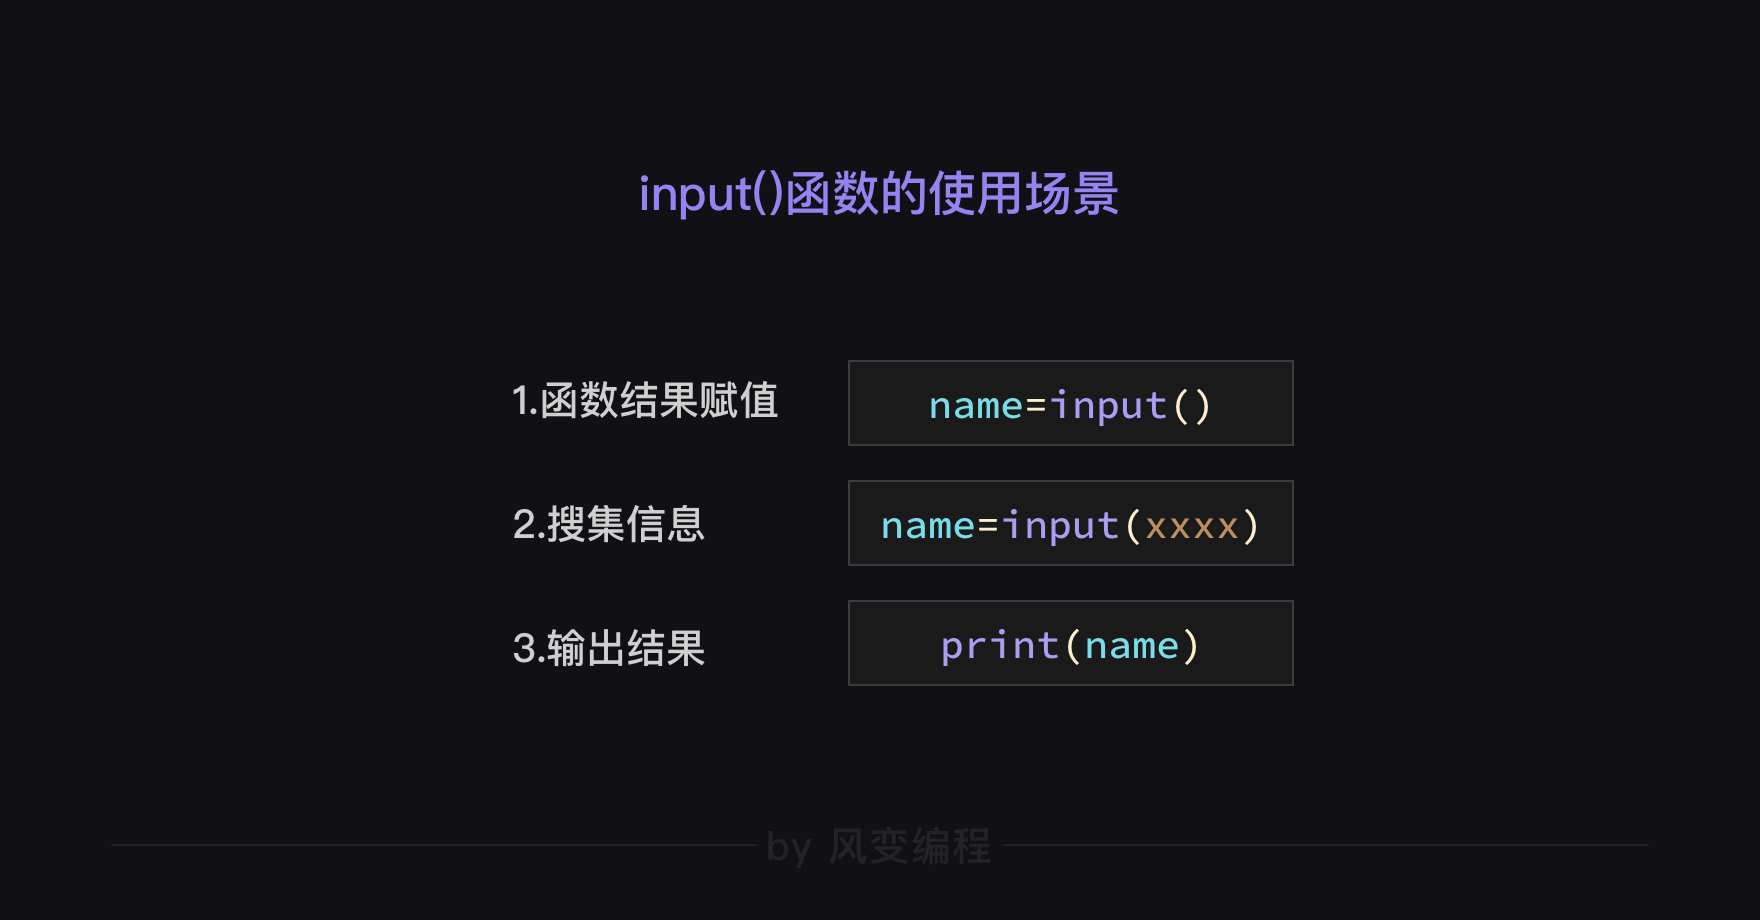 input()函数的使用场景
1.函数结果赋值
name=input()
2.搜集信息
name=input(xxxx)
3.输出结果
print(name)
by 风变编程